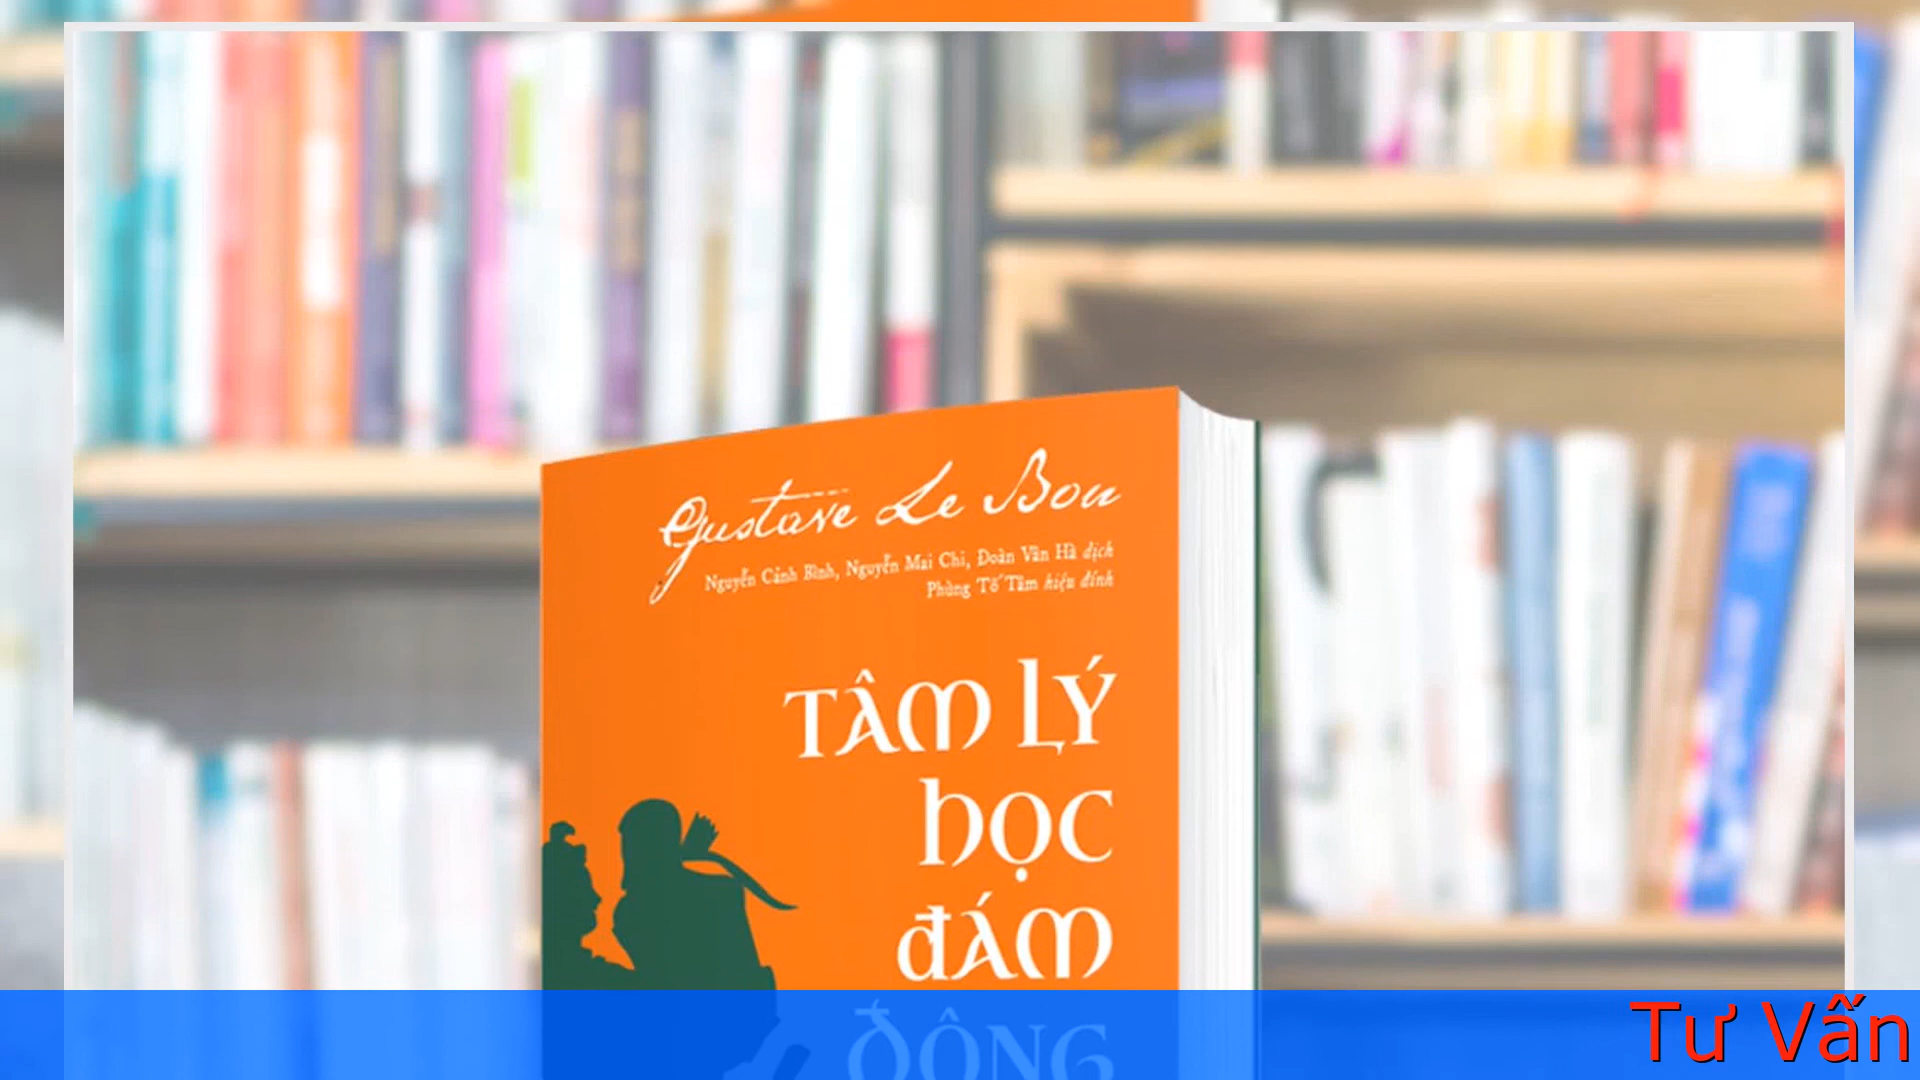 Gustave Le Bon
Nguyễn Cảnh Bình, Nguyễn Mai Chi, Đoàn Văn Hà dịch
Phùng Tố Tâm hiệu đính
TÂM LÝ
HỌC
ĐÁM
ĐÔNG
Tư Vấn